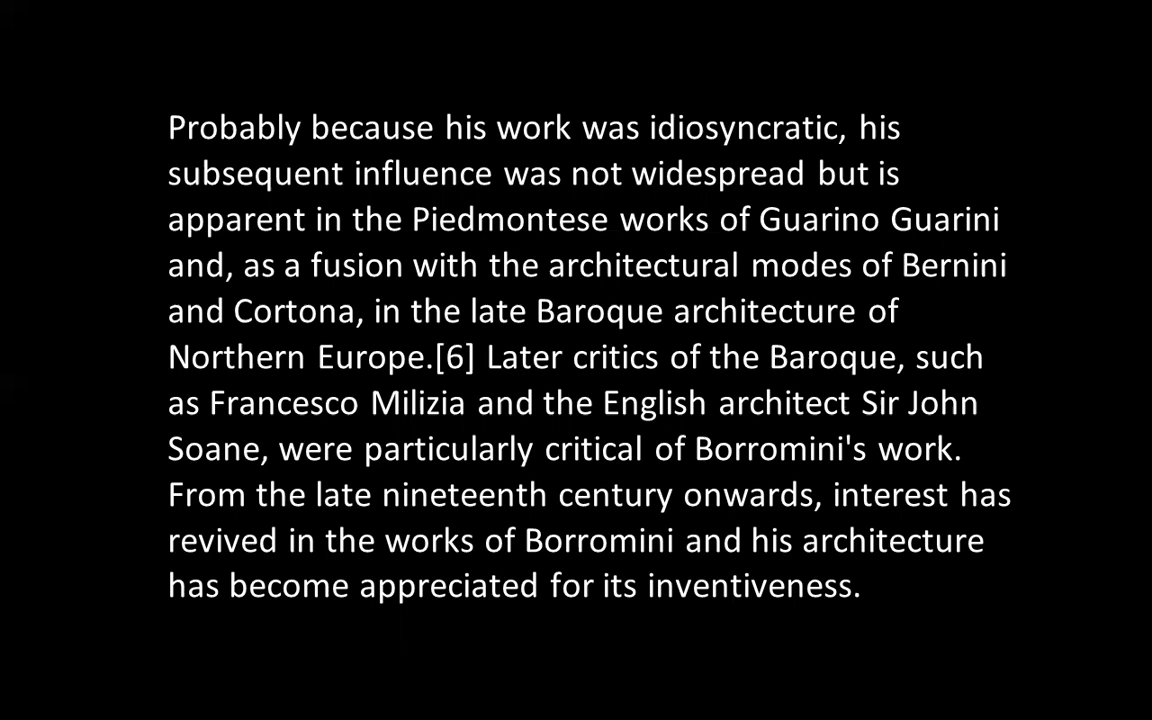 Probably because his work was idiosyncratic, his
subsequent influence was not widespread but is
apparent in the Piedmontese works of Guarino Guarini
and, as a fusion with the architectural modes of Bernini
and Cortona, in the late Baroque architecture of
Northern Europe.[6] Later critics of the Baroque, such
as Francesco Milizia and the English architect Sir John
Soane, were particularly critical of Borromini's work.
From the late nineteenth century onwards, interest has
revived in the works of Borromini and his architecture
has become appreciated for its inventiveness.